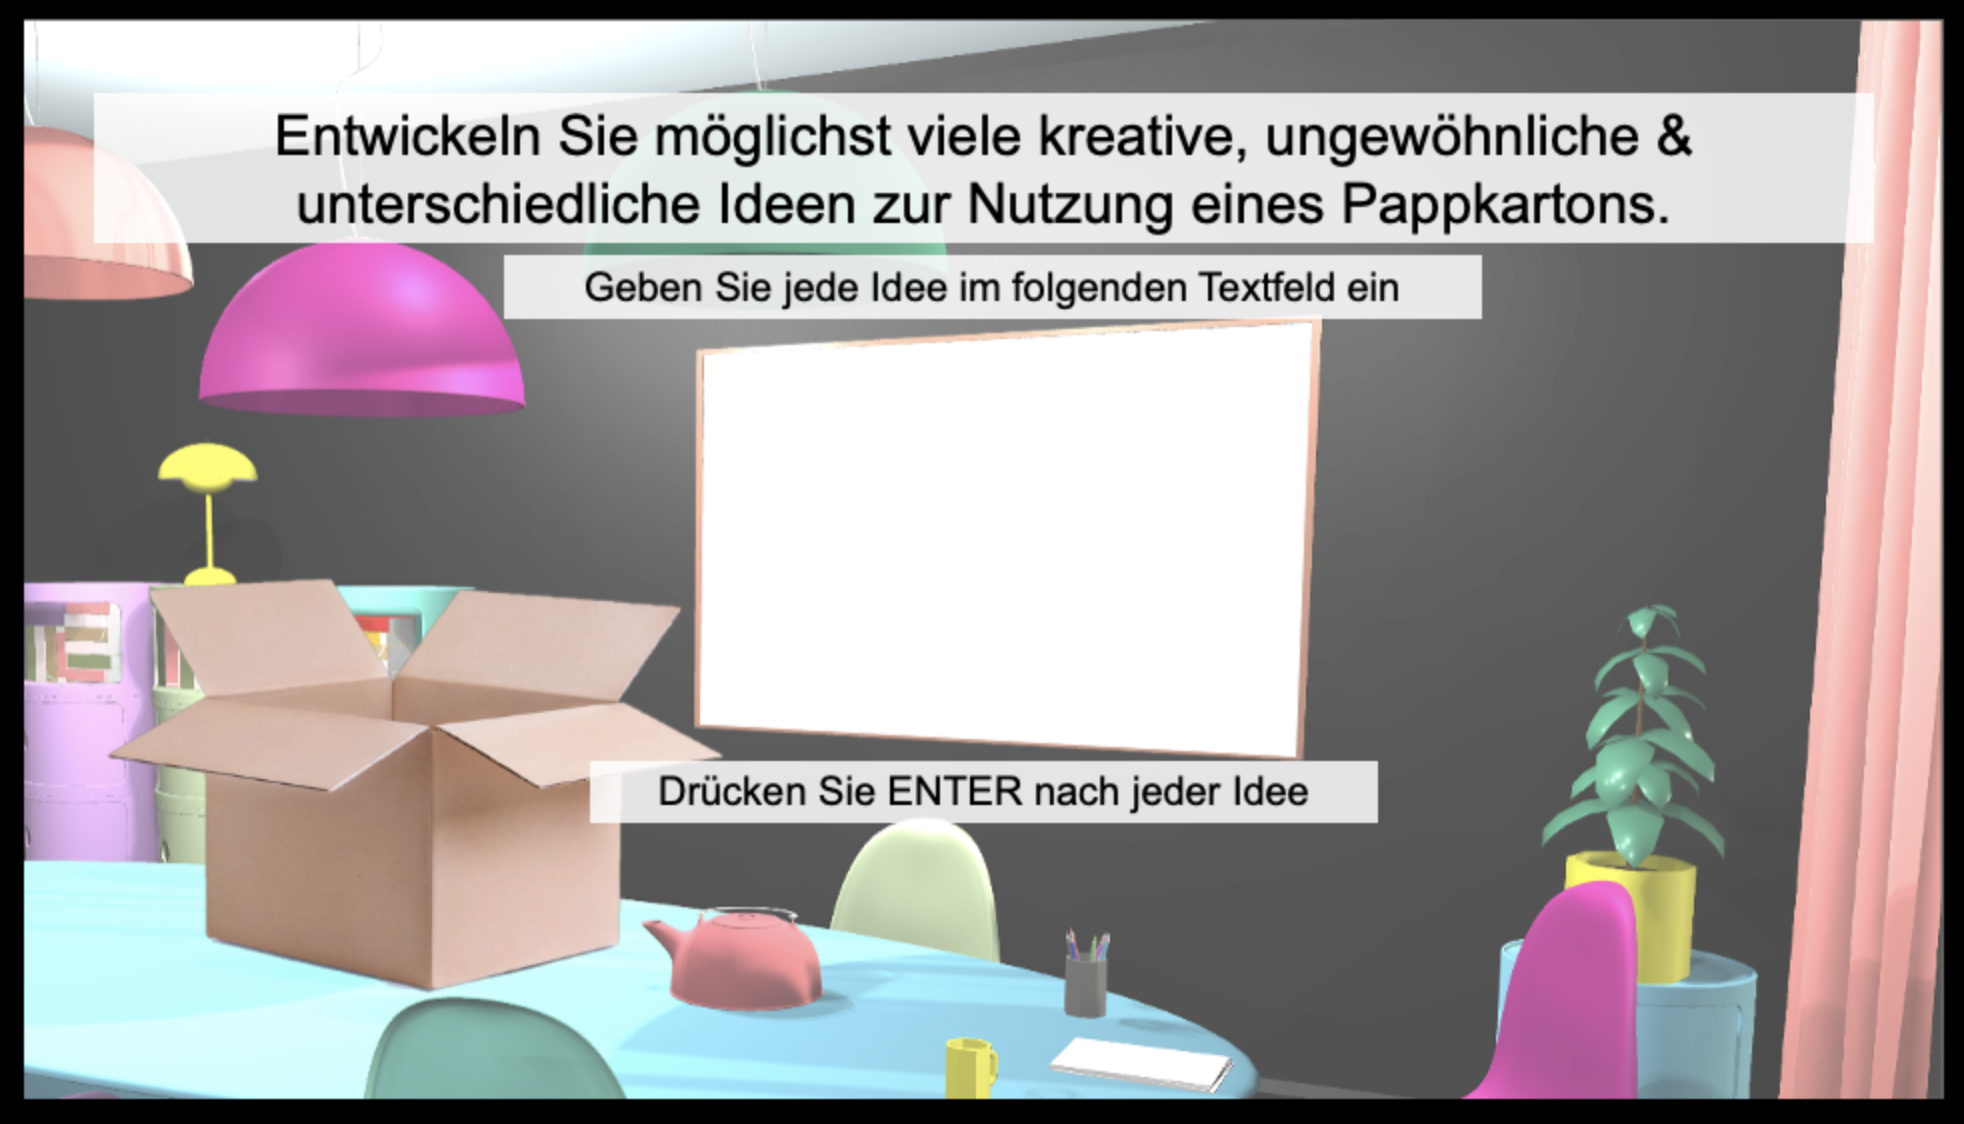 Entwickeln Sie möglichst viele kreative, ungewöhnliche &
unterschiedliche Ideen zur Nutzung eines Pappkartons.
Geben Sie jede Idee im folgenden Textfeld ein
Drücken Sie ENTER nach jeder Idee